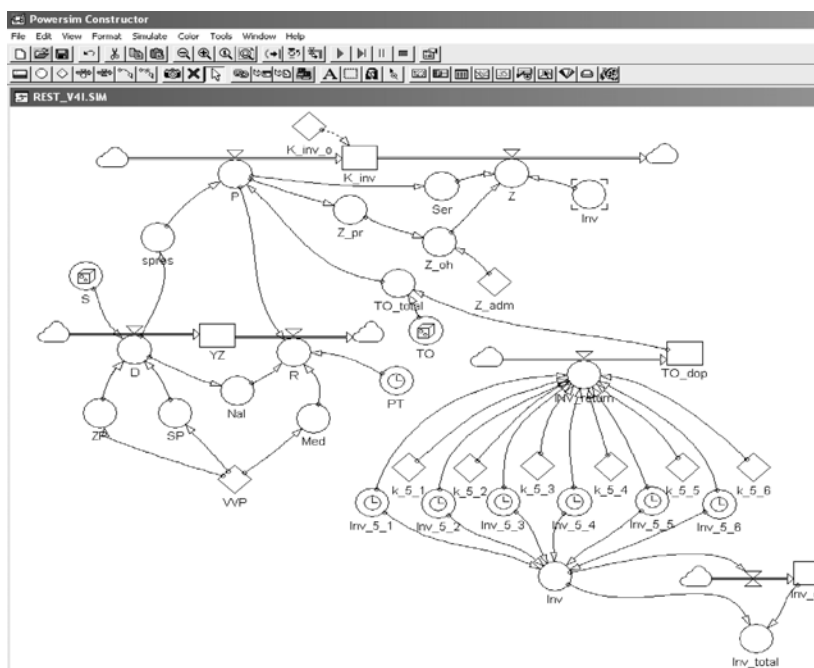 Powersim Constructor
File Edit View Format Simulate Color Tools Window Help
REST_V4I.SIM
K_inv_o
K_inv
P
Ser
Z
Inv
Z_pr
Z_oh
spros
S
TO_total
Z_adm
TO
YZ
D
R
TO_dop
PT
INV_return
Nal
ZP
SP
Med
VVP
k_5_1
k_5_2
k_5_3
k_5_4
k_5_5
k_5_6
Inv_5_1
Inv_5_2
Inv_5_3
Inv_5_4
Inv_5_5
Inv_5_6
Inv
Inv_total